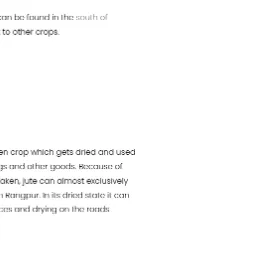 can be found in the south of
to other crops.
en crop which gets dried and used
gs and other goods. Because of
aken, jute can almost exclusively
n Rangpur. In its dried state it can
ces and drying on the roads